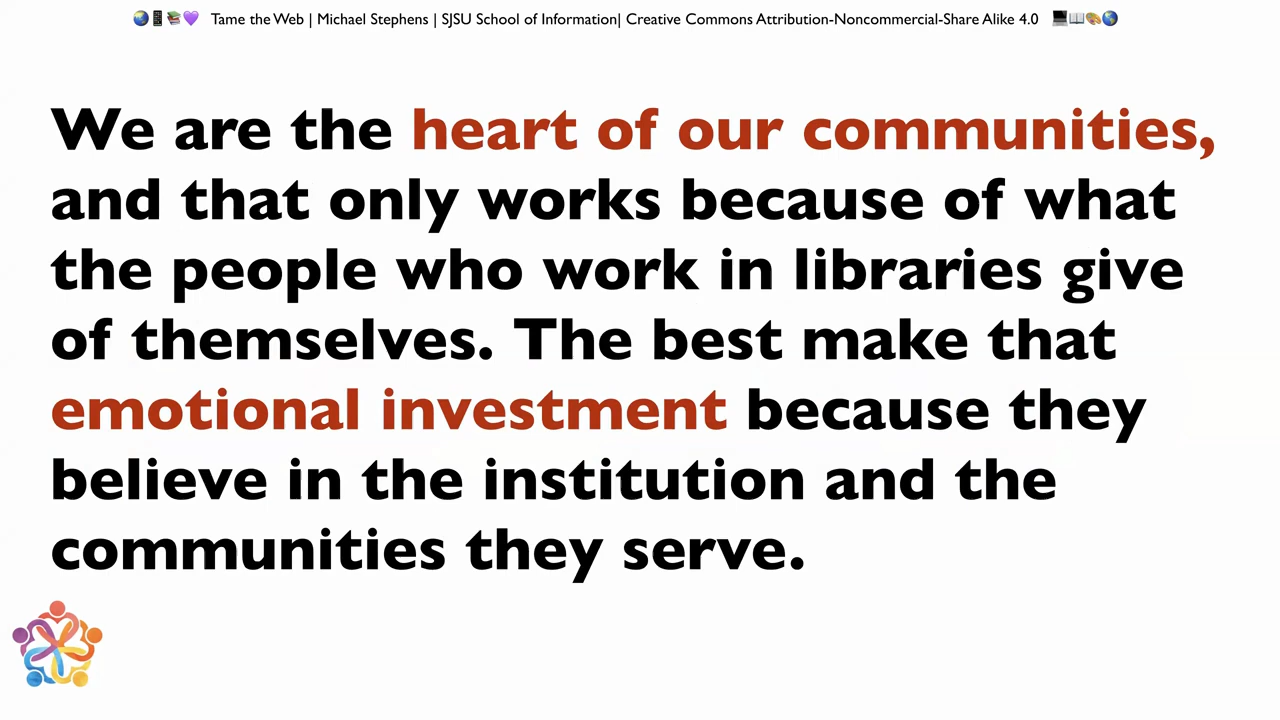 🌎📱📚💜 Tame the Web | Michael Stephens | SJSU School of Information| Creative Commons Attribution-Noncommercial-Share Alike 4.0 💻📖🎨🌎
We are the heart of our communities,
and that only works because of what
the people who work in libraries give
of themselves. The best make that
emotional investment because they
believe in the institution and the
communities they serve.